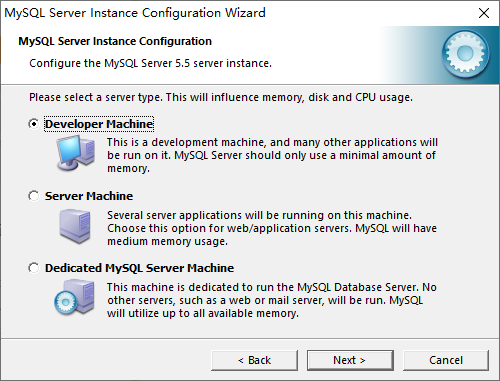 MySQL Server Instance Configuration Wizard
MySQL Server Instance Configuration
Configure the MySQL Server 5.5 server instance.
Please select a server type. This will influence memory, disk and CPU usage.
Developer Machine
This is a development machine, and many other applications will
be run on it. MySQL Server should only use a minimal amount of
memory.
Server Machine
Several server applications will be running on this machine.
Choose this option for web/application servers. MySQL will have
medium memory usage.
Dedicated MySQL Server Machine
This machine is dedicated to run the MySQL Database Server. No
other servers, such as a web or mail server, will be run. MySQL
will utilize up to all available memory.
< Back
Next >
Cancel